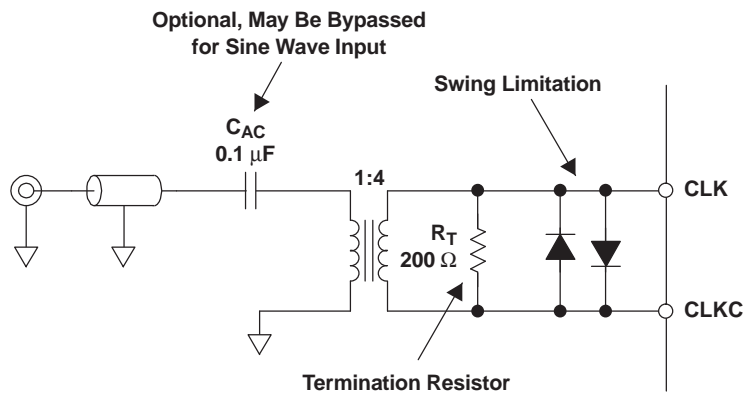 Optional, May Be Bypassed
for Sine Wave Input
Swing Limitation
CAC
0.1 μF
1:4
CLK
RT
200 Ω
CLKC
Termination Resistor